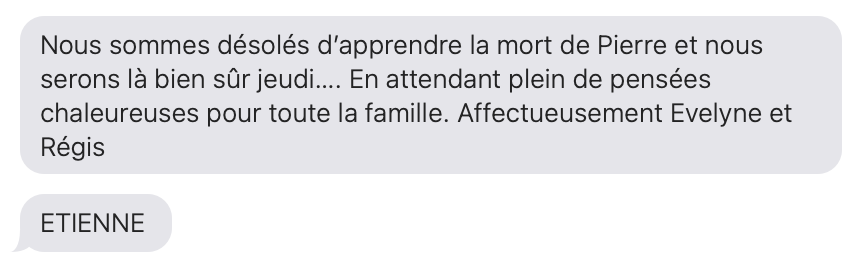 Nous sommes désolés d’apprendre la mort de Pierre et nous
serons là bien sûr jeudi.... En attendant plein de pensées
chaleureuses pour toute la famille. Affectueusement Evelyne et
Régis
ETIENNE